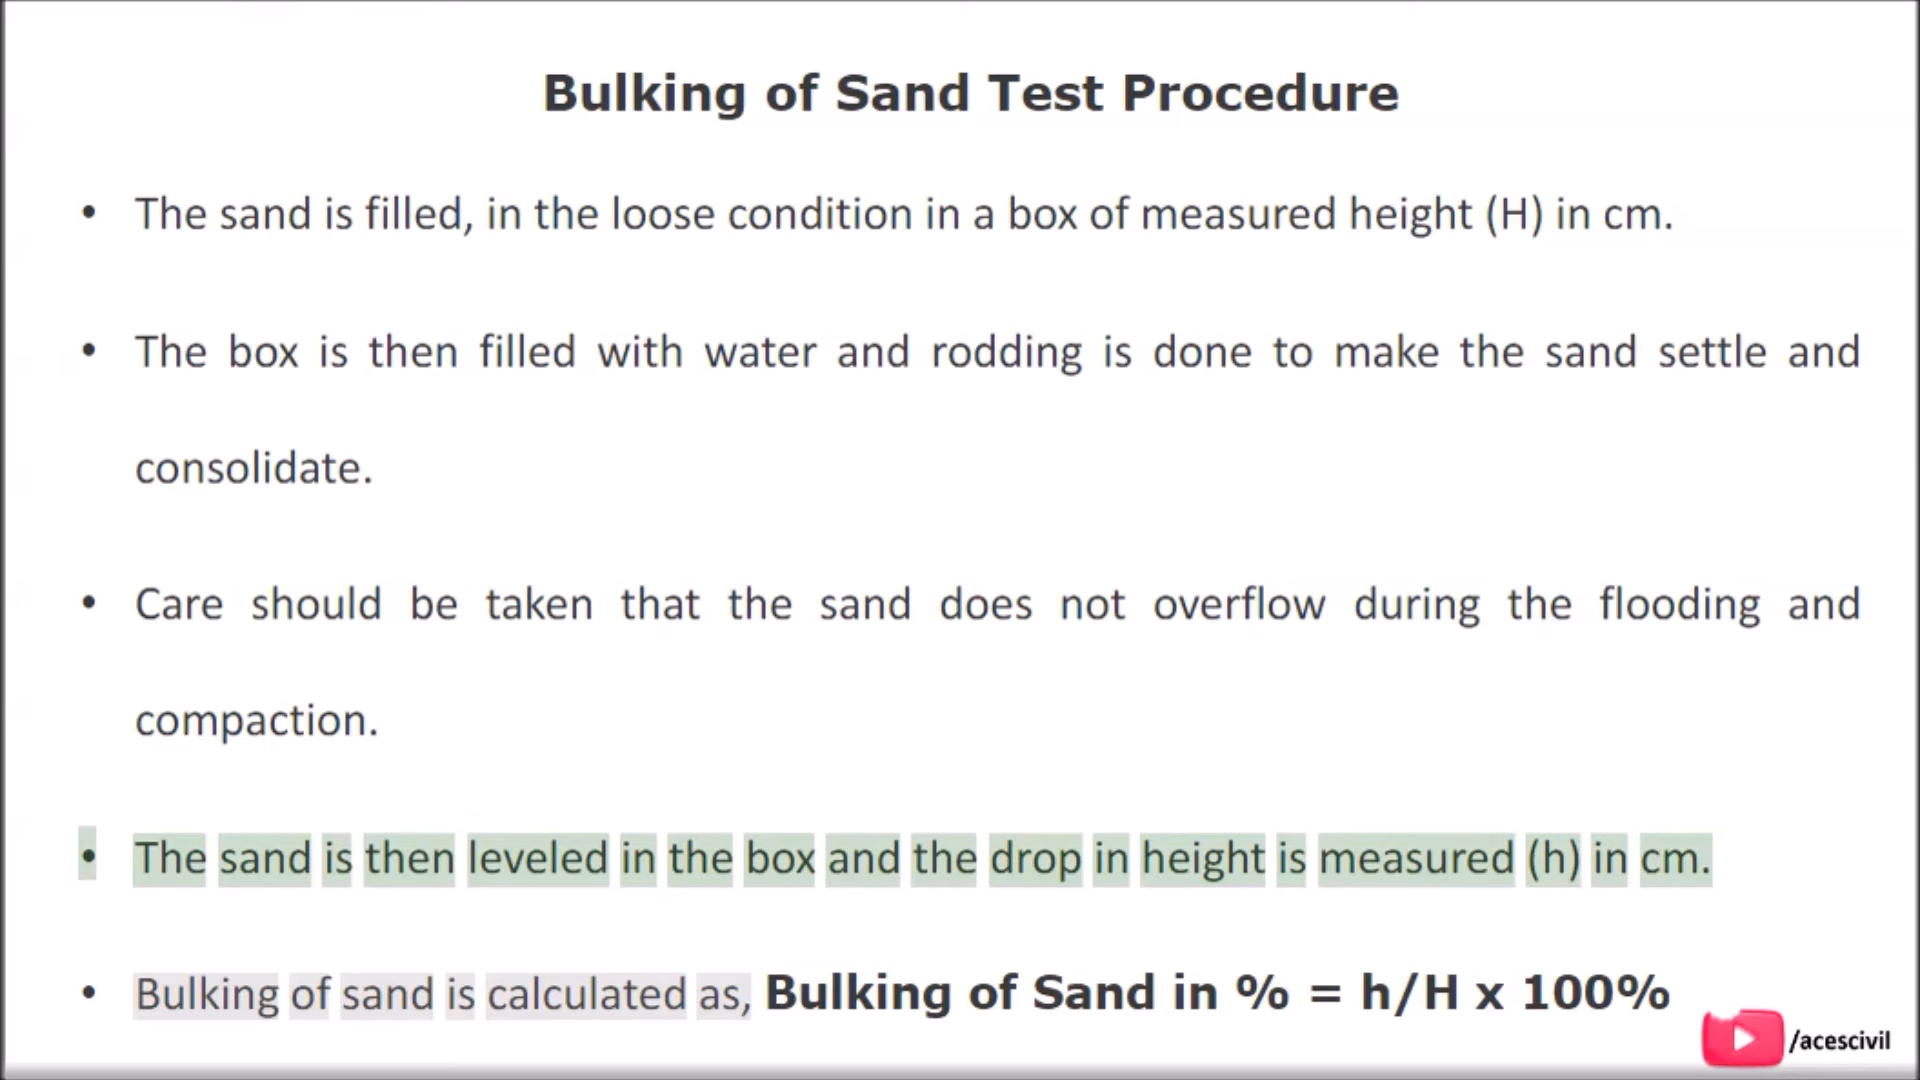 Bulking of Sand Test Procedure
• The sand is filled, in the loose condition in a box of measured height (H) in cm.
• The box is then filled with water and rodding is done to make the sand settle and
consolidate.
• Care should be taken that the sand does not overflow during the flooding and
compaction.
• The sand is then leveled in the box and the drop in height is measured (h) in cm.
• Bulking of sand is calculated as, Bulking of Sand in % = h/H x 100%
/acescivil